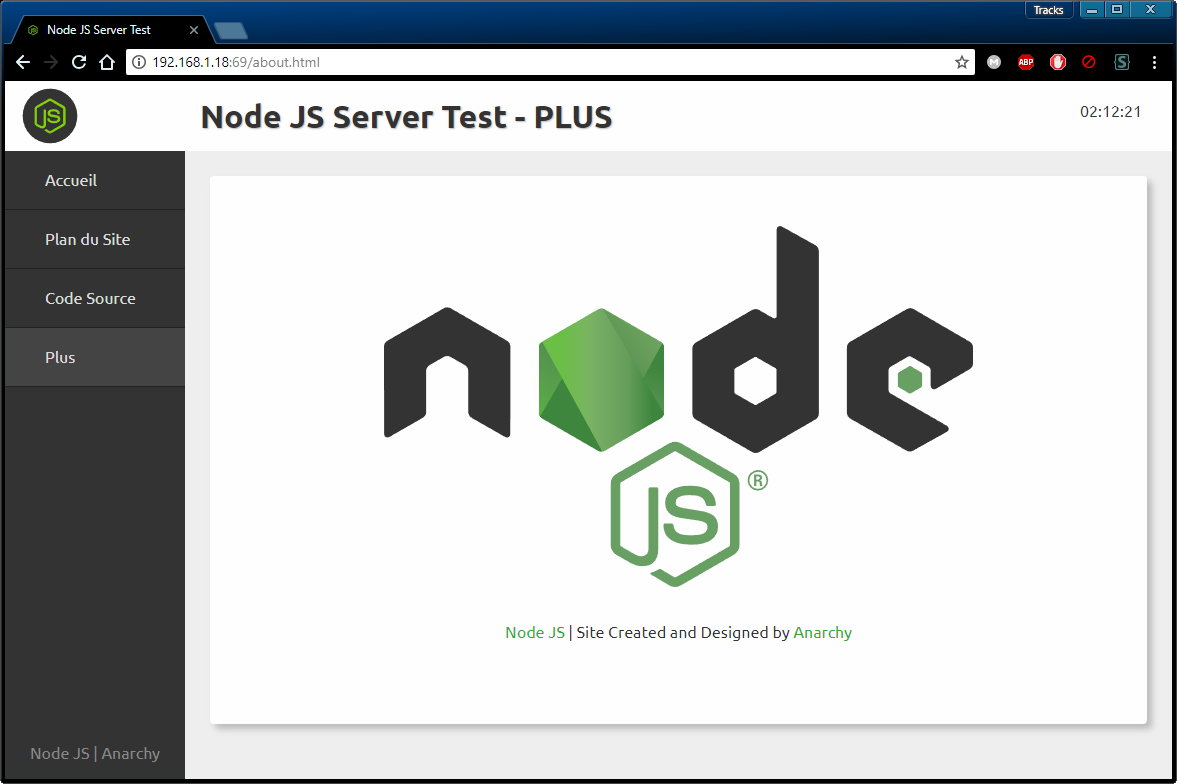 Tracks
Node JS Server Test
192.168.1.18:69/about.html
M
ABP
S
JS
Node JS Server Test - PLUS
02:12:21
Accueil
Plan du Site
Code Source
Plus
node
JS ®
Node JS | Site Created and Designed by Anarchy
Node JS | Anarchy